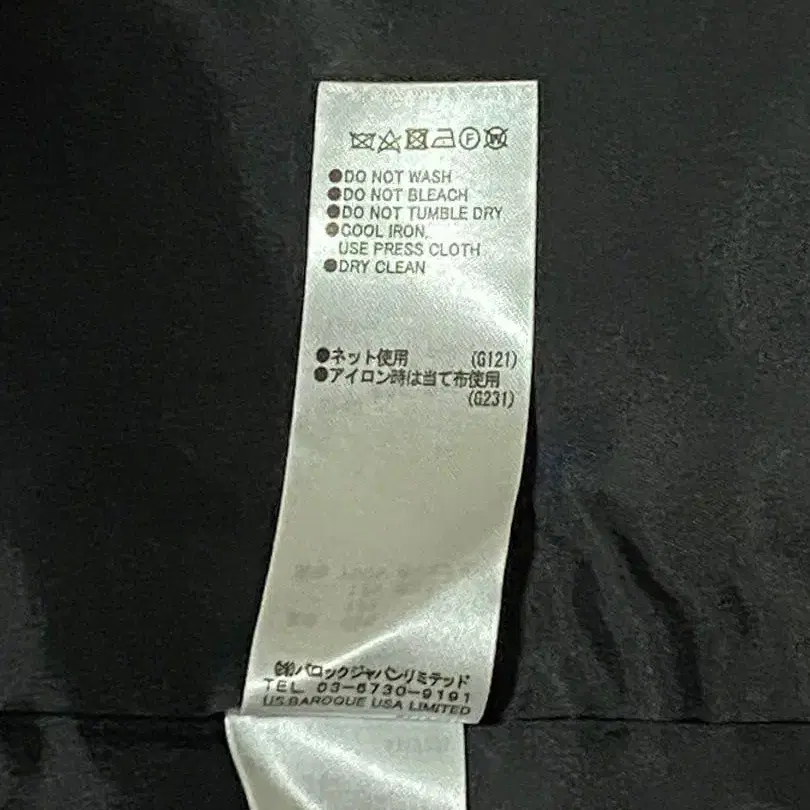 ●DO NOT WASH
●DO NOT BLEACH
●DO NOT TUMBLE DRY
●COOL IRON,
USE PRESS CLOTH
●DRY CLEAN
●ネット使用 (G121)
●アイロン時は当て布使用
(G231)
㈱バロックジャパンリミテッド
TEL 03-6730-9191
US:BAROQUE USA LIMITED